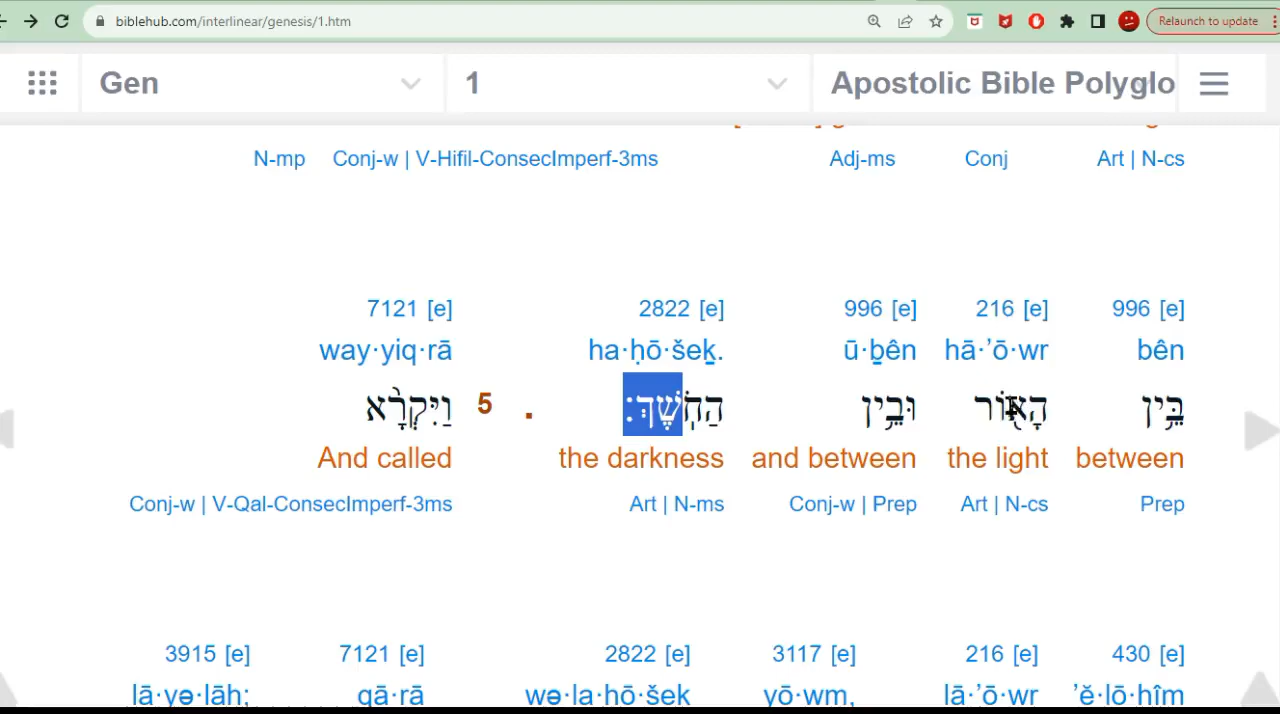 biblehub.com/interlinear/genesis/1.htm Relaunch to update
Gen 1 Apostolic Bible Polyglo
N-mp Conj-w | V-Hifil-ConsecImperf-3ms Adj-ms Conj Art | N-cs
7121 [e] 2822 [e] 996 [e] 216 [e] 996 [e]
way·yiq·rā ha·ḥō·šeḵ. ū·ḇên hā·’ō·wr bên
בֵּ֥ין הָא֖וֹר וּבֵ֥ין הַחֹֽשֶׁךְ׃ . 5 וַיִּקְרָ֨א
And called the darkness and between the light between
Conj-w | V-Qal-ConsecImperf-3ms Art | N-ms Conj-w | Prep Art | N-cs Prep
3915 [e] 7121 [e] 2822 [e] 3117 [e] 216 [e] 430 [e]
lā·yə·lāh; qā·rā wə·la·ḥō·šek yō·wm, lā·’ō·wr ’ĕ·lō·hîm